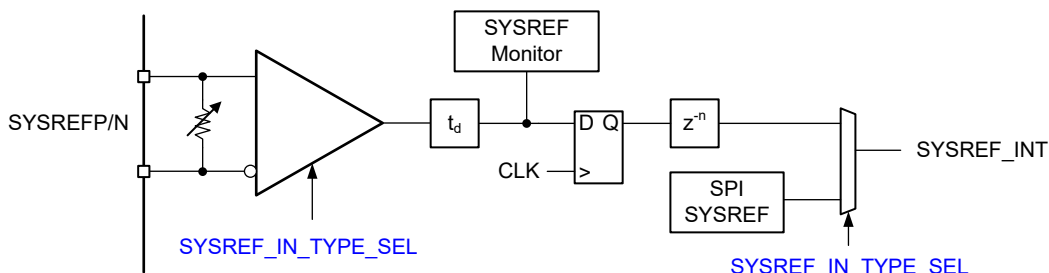 SYSREF
Monitor
SYSREFP/N
t_d
D Q
z^-n
CLK
>
SYSREF_INT
SPI
SYSREF
SYSREF_IN_TYPE_SEL
SYSREF_IN_TYPE_SEL